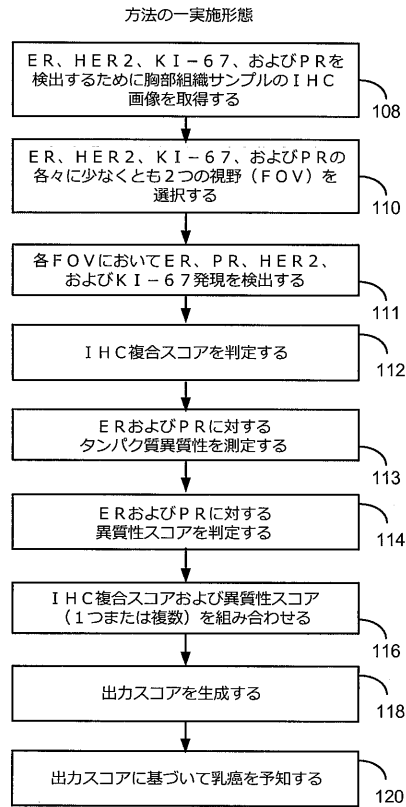 方法の一実施形態
ER、HER2、KI－67、およびPRを
検出するために胸部組織サンプルのIHC
画像を取得する
108
ER、HER2、KI－67、およびPRの
各々に少なくとも2つの視野（FOV）を
選択する
110
各FOVにおいてER、PR、HER2、
およびKI－67発現を検出する
111
IHC複合スコアを判定する
112
ERおよびPRに対する
タンパク質異質性を測定する
113
ERおよびPRに対する
異質性スコアを判定する
114
IHC複合スコアおよび異質性スコア
（1つまたは複数）を組み合わせる
116
出力スコアを生成する
118
出力スコアに基づいて乳癌を予知する
120